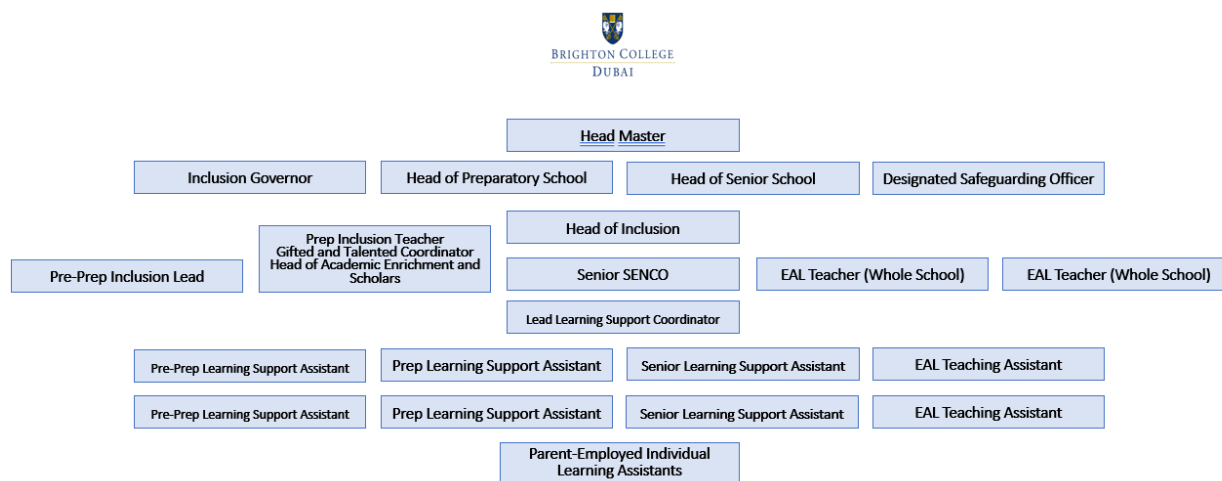 BRIGHTON COLLEGE
DUBAI
Head Master
Inclusion Governor
Head of Preparatory School
Head of Senior School
Designated Safeguarding Officer
Head of Inclusion
Prep Inclusion Teacher
Gifted and Talented Coordinator
Head of Academic Enrichment and
Scholars
Pre-Prep Inclusion Lead
Senior SENCO
EAL Teacher (Whole School)
EAL Teacher (Whole School)
Lead Learning Support Coordinator
Pre-Prep Learning Support Assistant
Prep Learning Support Assistant
Senior Learning Support Assistant
EAL Teaching Assistant
Pre-Prep Learning Support Assistant
Prep Learning Support Assistant
Senior Learning Support Assistant
EAL Teaching Assistant
Parent-Employed Individual
Learning Assistants